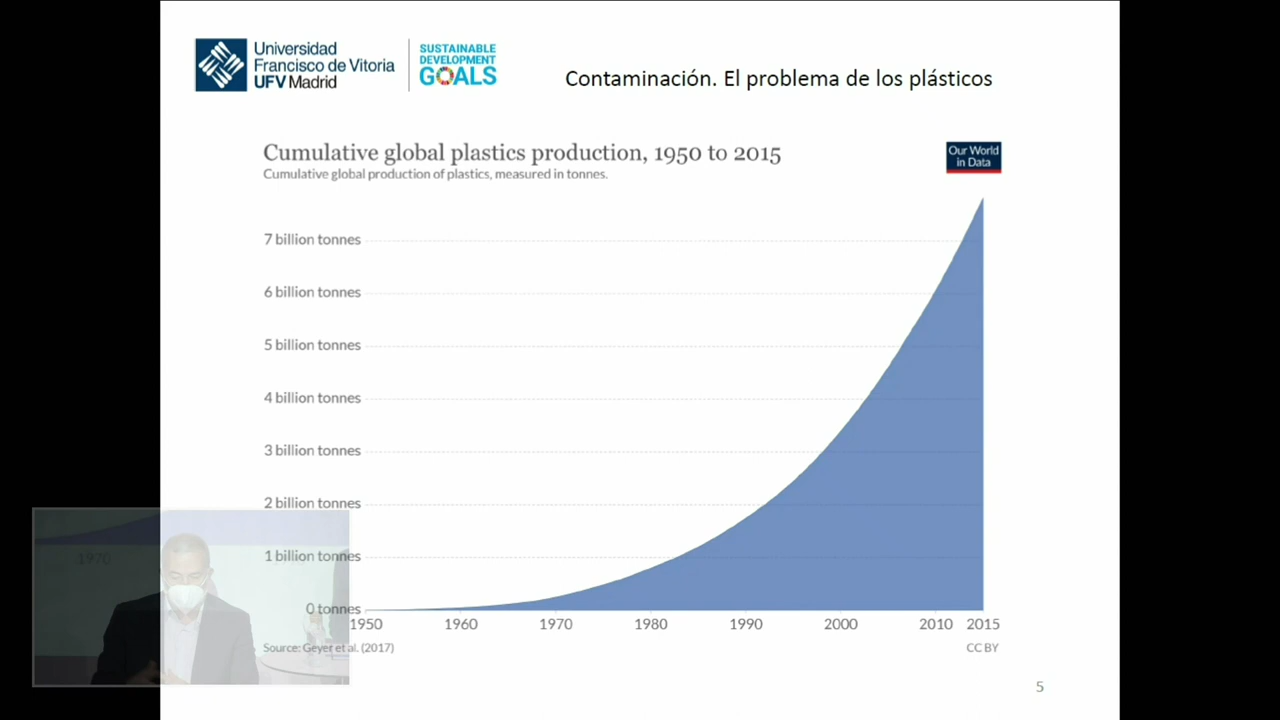 Universidad
Francisco de Vitoria
UFV Madrid
SUSTAINABLE
DEVELOPMENT
GOALS
Contaminación. El problema de los plásticos
Cumulative global plastics production, 1950 to 2015
Cumulative global production of plastics, measured in tonnes.
Our World
in Data
7 billion tonnes
6 billion tonnes
5 billion tonnes
4 billion tonnes
3 billion tonnes
2 billion tonnes
1 billion tonnes
0 tonnes
1970
1950 1960 1970 1980 1990 2000 2010 2015
Source: Geyer et al. (2017)
CC BY
5